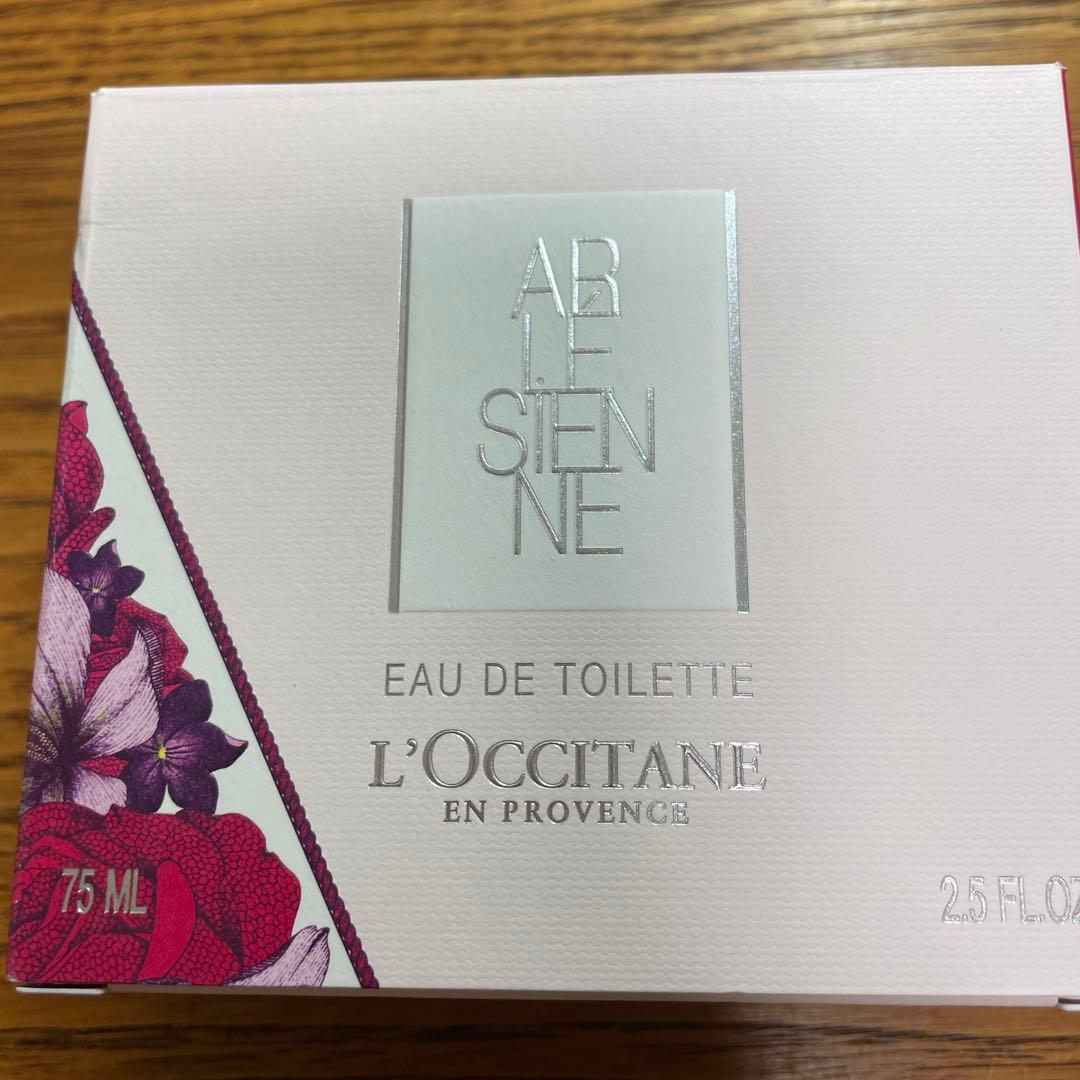 AR
LÉ
SIEN
NE
EAU DE TOILETTE
L'OCCITANE
EN PROVENCE
75 ML
2.5 FL.OZ